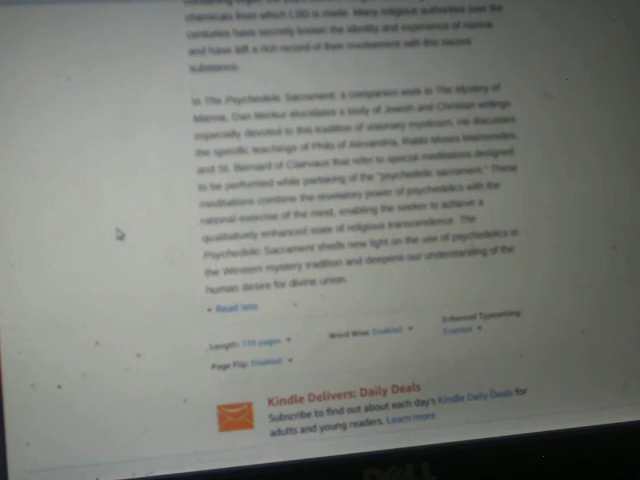 chemicals from which LSD is made. Many religious authorities over the
centuries have secretly known the identity and experience of manna
and have left a rich record of their involvement with this sacred
substance.
In The Psychedelic Sacrament, a companion work to The Mystery of
Manna, Dan Merkur elucidates a body of Jewish and Christian writings
especially devoted to this tradition of visionary mysticism. He discusses
the specific teachings of Philo of Alexandria, Rabbi Moses Maimonides,
and St. Bernard of Clairvaux that refer to special meditations designed
to be performed while partaking of the "psychedelic sacrament." These
meditations combine the revelatory power of psychedelics with the
rational exercise of the mind, enabling the seeker to achieve a
qualitatively enhanced state of religious transcendence. The
Psychedelic Sacrament sheds new light on the use of psychedelics in
the Western mystery tradition and deepens our understanding of the
human desire for divine union.
Read less
Length: pages
Word Wise: Enabled
Enhanced Typesetting:
Enabled
Page Flip: Enabled
Kindle Delivers: Daily Deals
Subscribe to find out about each day's Kindle Daily Deals for
adults and young readers. Learn more
DELL